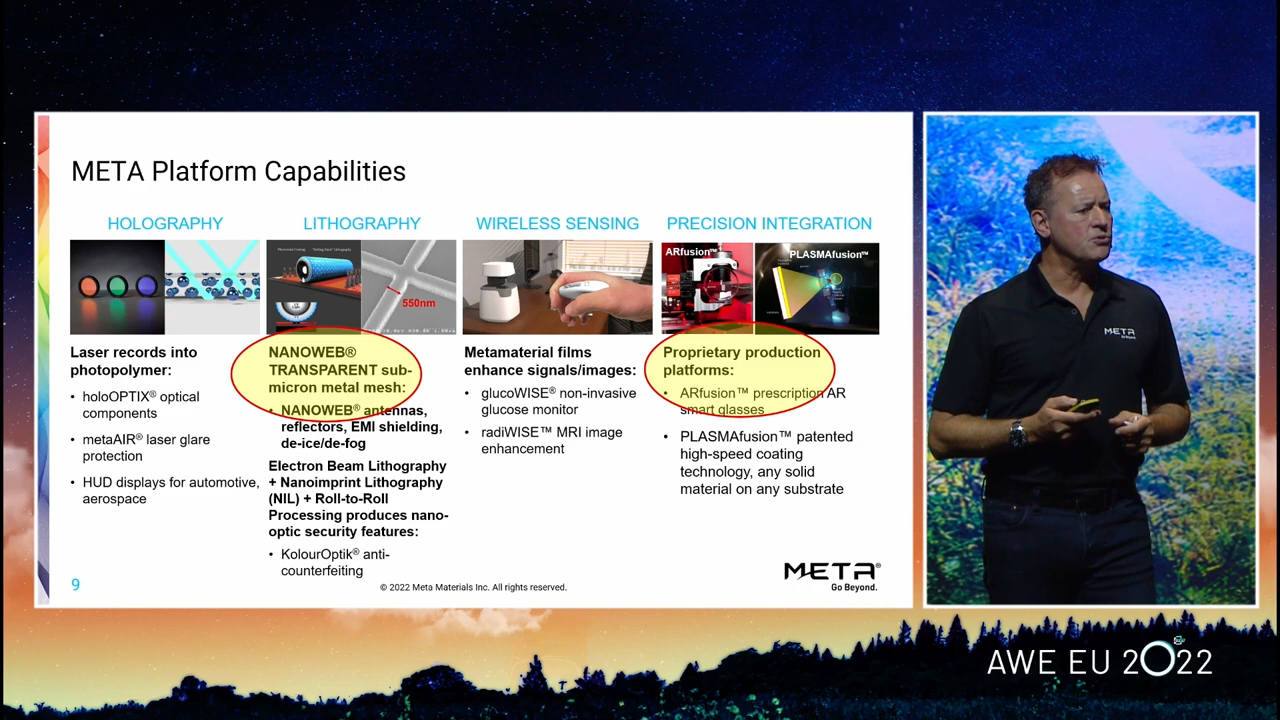 META Platform Capabilities
HOLOGRAPHY
LITHOGRAPHY
WIRELESS SENSING
PRECISION INTEGRATION
550nm
ARfusion™
PLASMAfusion™
Laser records into
photopolymer:
• holoOPTIX® optical
components
• metaAIR® laser glare
protection
• HUD displays for automotive,
aerospace
NANOWEB®
TRANSPARENT sub-
micron metal mesh:
• NANOWEB® antennas,
reflectors, EMI shielding,
de-ice/de-fog
Electron Beam Lithography
+ Nanoimprint Lithography
(NIL) + Roll-to-Roll
Processing produces nano-
optic security features:
• KolourOptik® anti-
counterfeiting
Metamaterial films
enhance signals/images:
• glucoWISE® non-invasive
glucose monitor
• radiWISE™ MRI image
enhancement
Proprietary production
platforms:
• ARfusion™ prescription AR
smart glasses
• PLASMAfusion™ patented
high-speed coating
technology, any solid
material on any substrate
9
© 2022 Meta Materials Inc. All rights reserved.
META®
Go Beyond.
META
Go Beyond.
AWE EU 2022